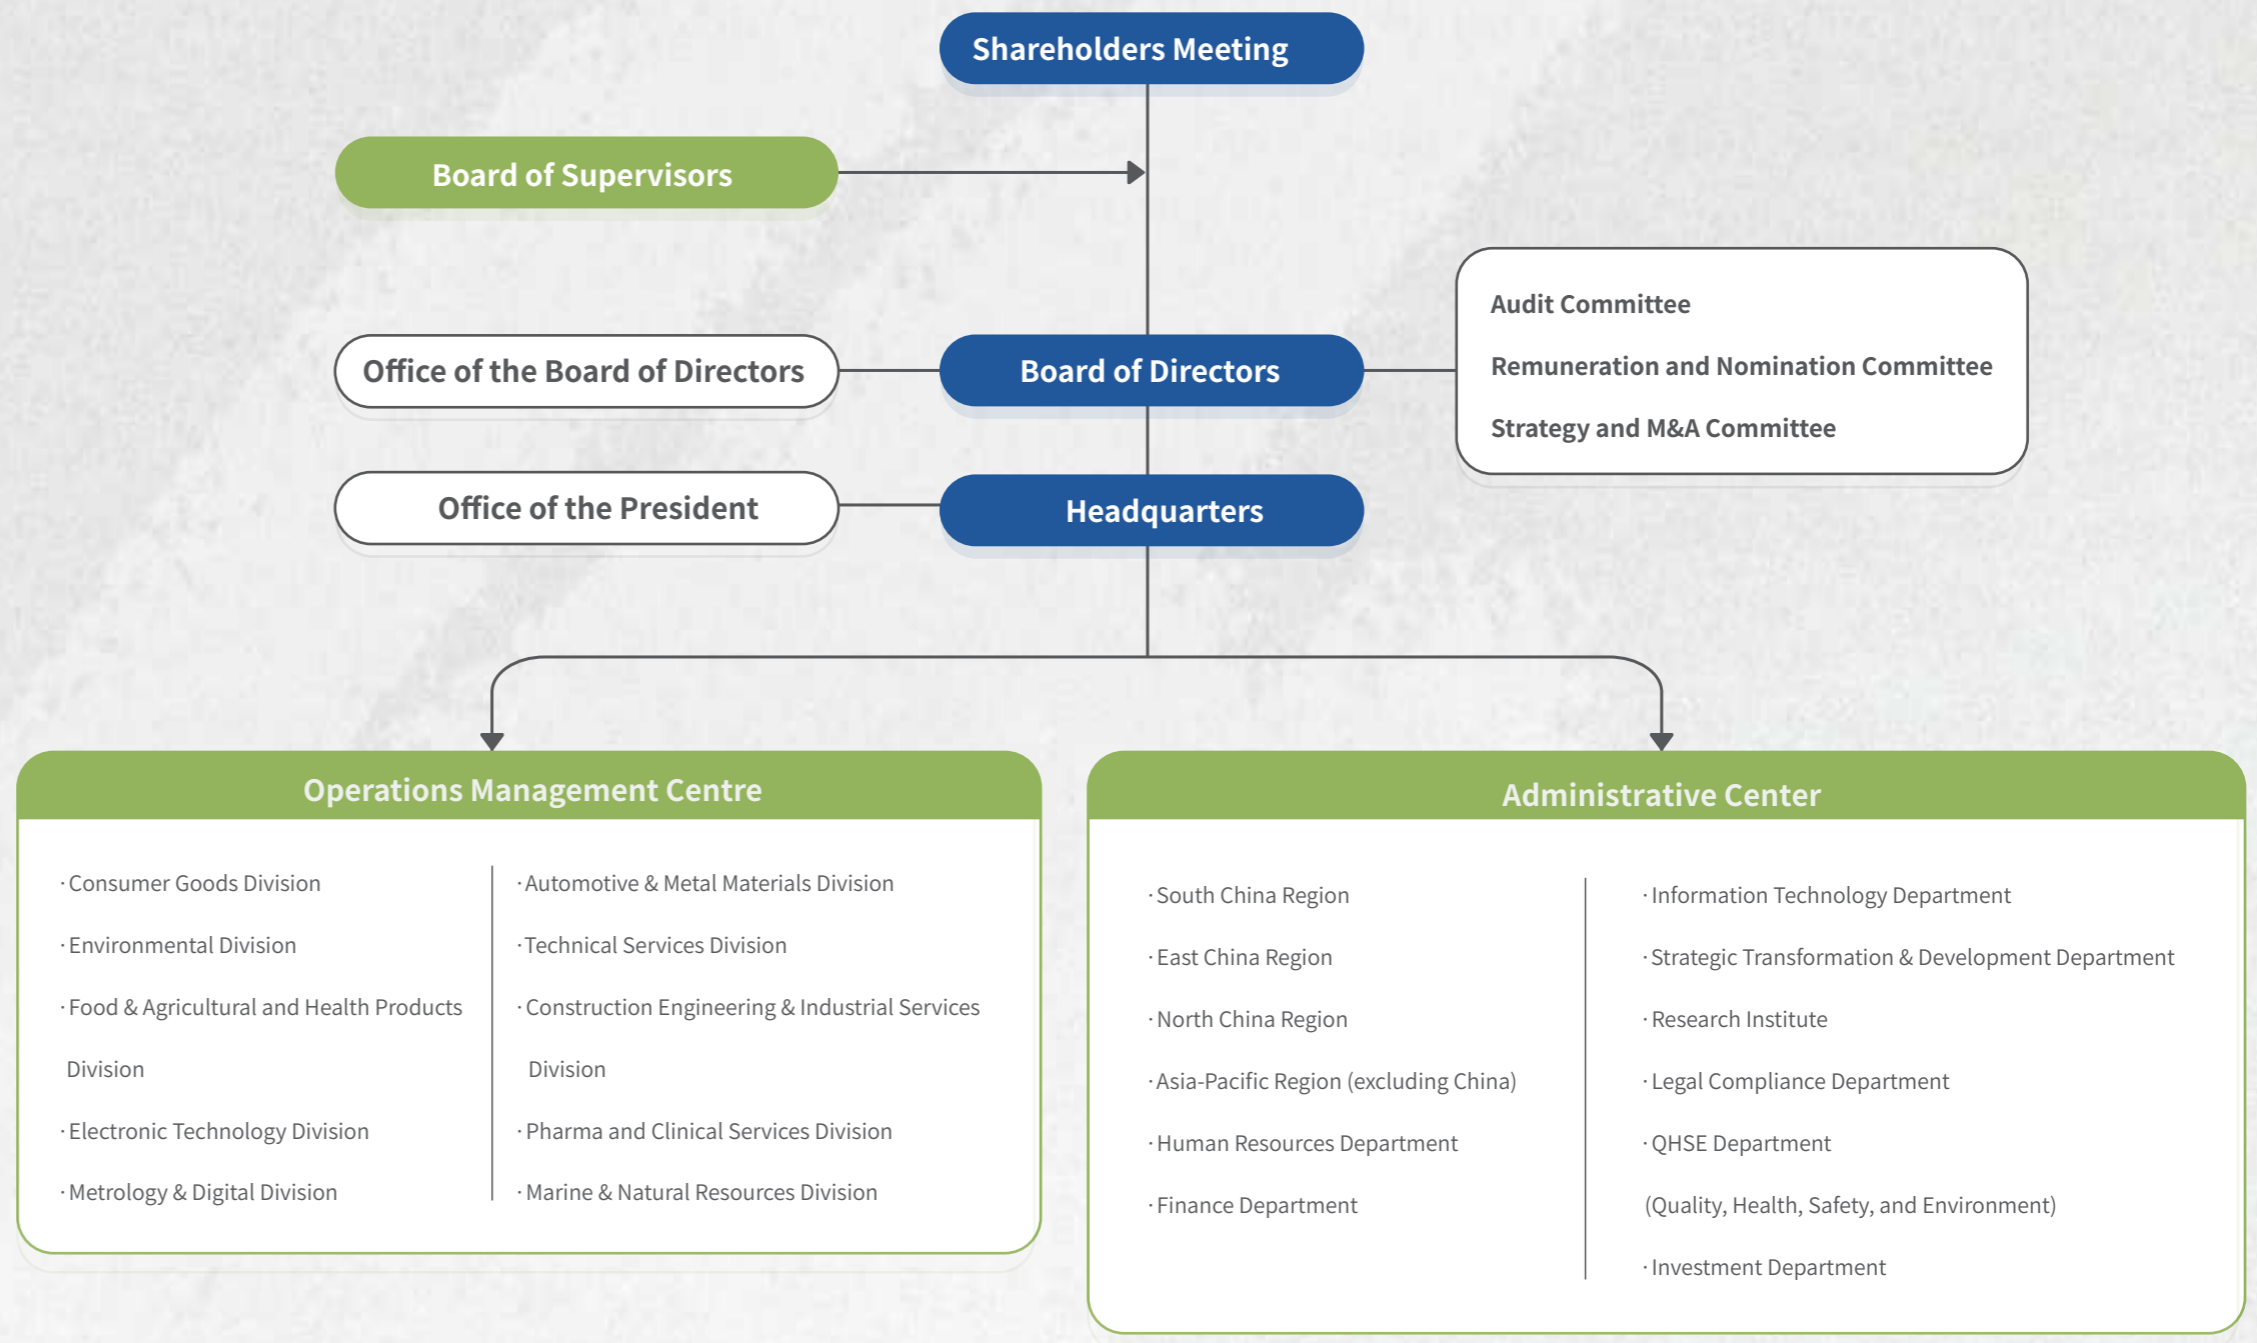 Shareholders Meeting
Board of Supervisors
Office of the Board of Directors
Board of Directors
Audit Committee
Remuneration and Nomination Committee
Strategy and M&A Committee
Office of the President
Headquarters
Operations Management Centre
· Consumer Goods Division
· Environmental Division
· Food & Agricultural and Health Products
Division
· Electronic Technology Division
· Metrology & Digital Division
· Automotive & Metal Materials Division
· Technical Services Division
· Construction Engineering & Industrial Services
Division
· Pharma and Clinical Services Division
· Marine & Natural Resources Division
Administrative Center
· South China Region
· East China Region
· North China Region
· Asia-Pacific Region (excluding China)
· Human Resources Department
· Finance Department
· Information Technology Department
· Strategic Transformation & Development Department
· Research Institute
· Legal Compliance Department
· QHSE Department
(Quality, Health, Safety, and Environment)
· Investment Department